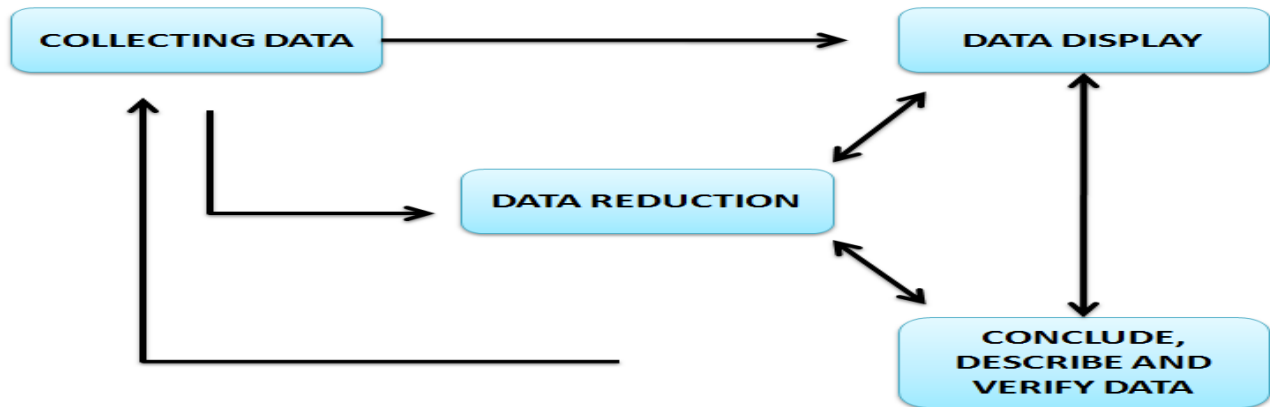 COLLECTING DATA
DATA DISPLAY
DATA REDUCTION
CONCLUDE,
DESCRIBE AND
VERIFY DATA